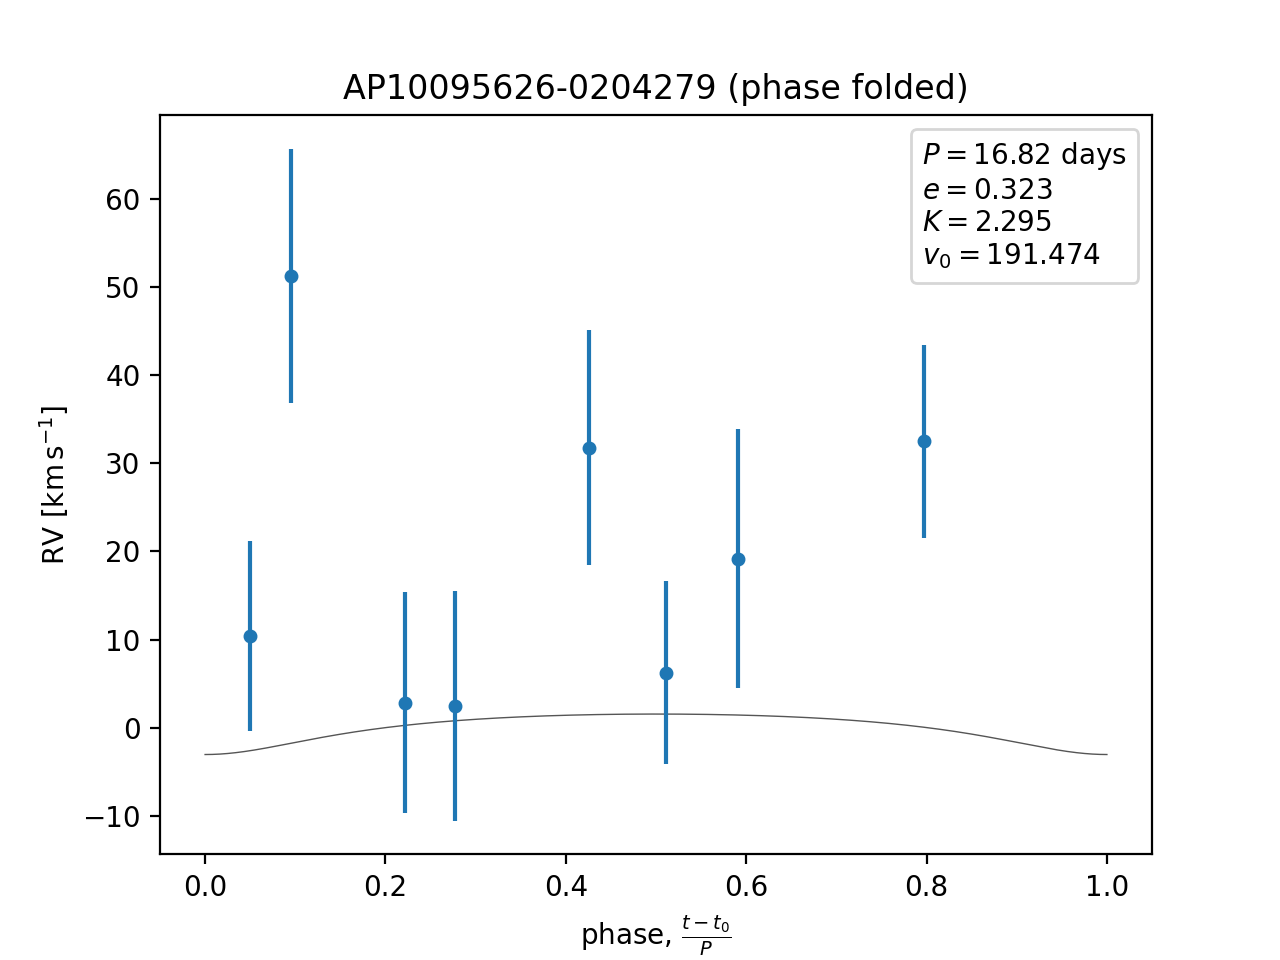 AP10095626-0204279 (phase folded)
P = 16.82 days
e = 0.323
K = 2.295
v₀ = 191.474
60
50
40
30
20
10
0
−10
RV [km s⁻¹]
0.0 0.2 0.4 0.6 0.8 1.0
phase, (t − t₀)/P